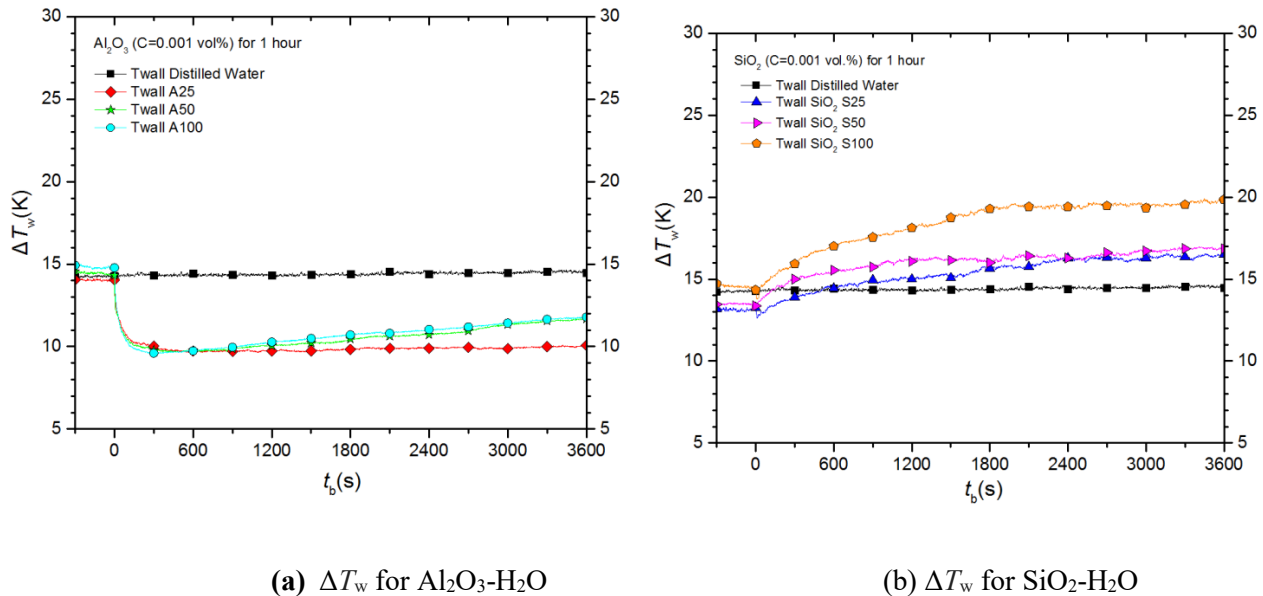 30
25
20
15
10
5
ΔTw(K)
Al₂O₃ (C=0.001 vol%) for 1 hour
Twall Distilled Water
Twall A25
Twall A50
Twall A100
30
25
20
15
10
5
0 600 1200 1800 2400 3000 3600
tb(s)
30
25
20
15
10
5
ΔTw(K)
SiO₂ (C=0.001 vol.%) for 1 hour
Twall Distilled Water
Twall SiO₂ S25
Twall SiO₂ S50
Twall SiO₂ S100
30
25
20
15
10
5
0 600 1200 1800 2400 3000 3600
tb(s)
(a) ΔTw for Al₂O₃-H₂O
(b) ΔTw for SiO₂-H₂O